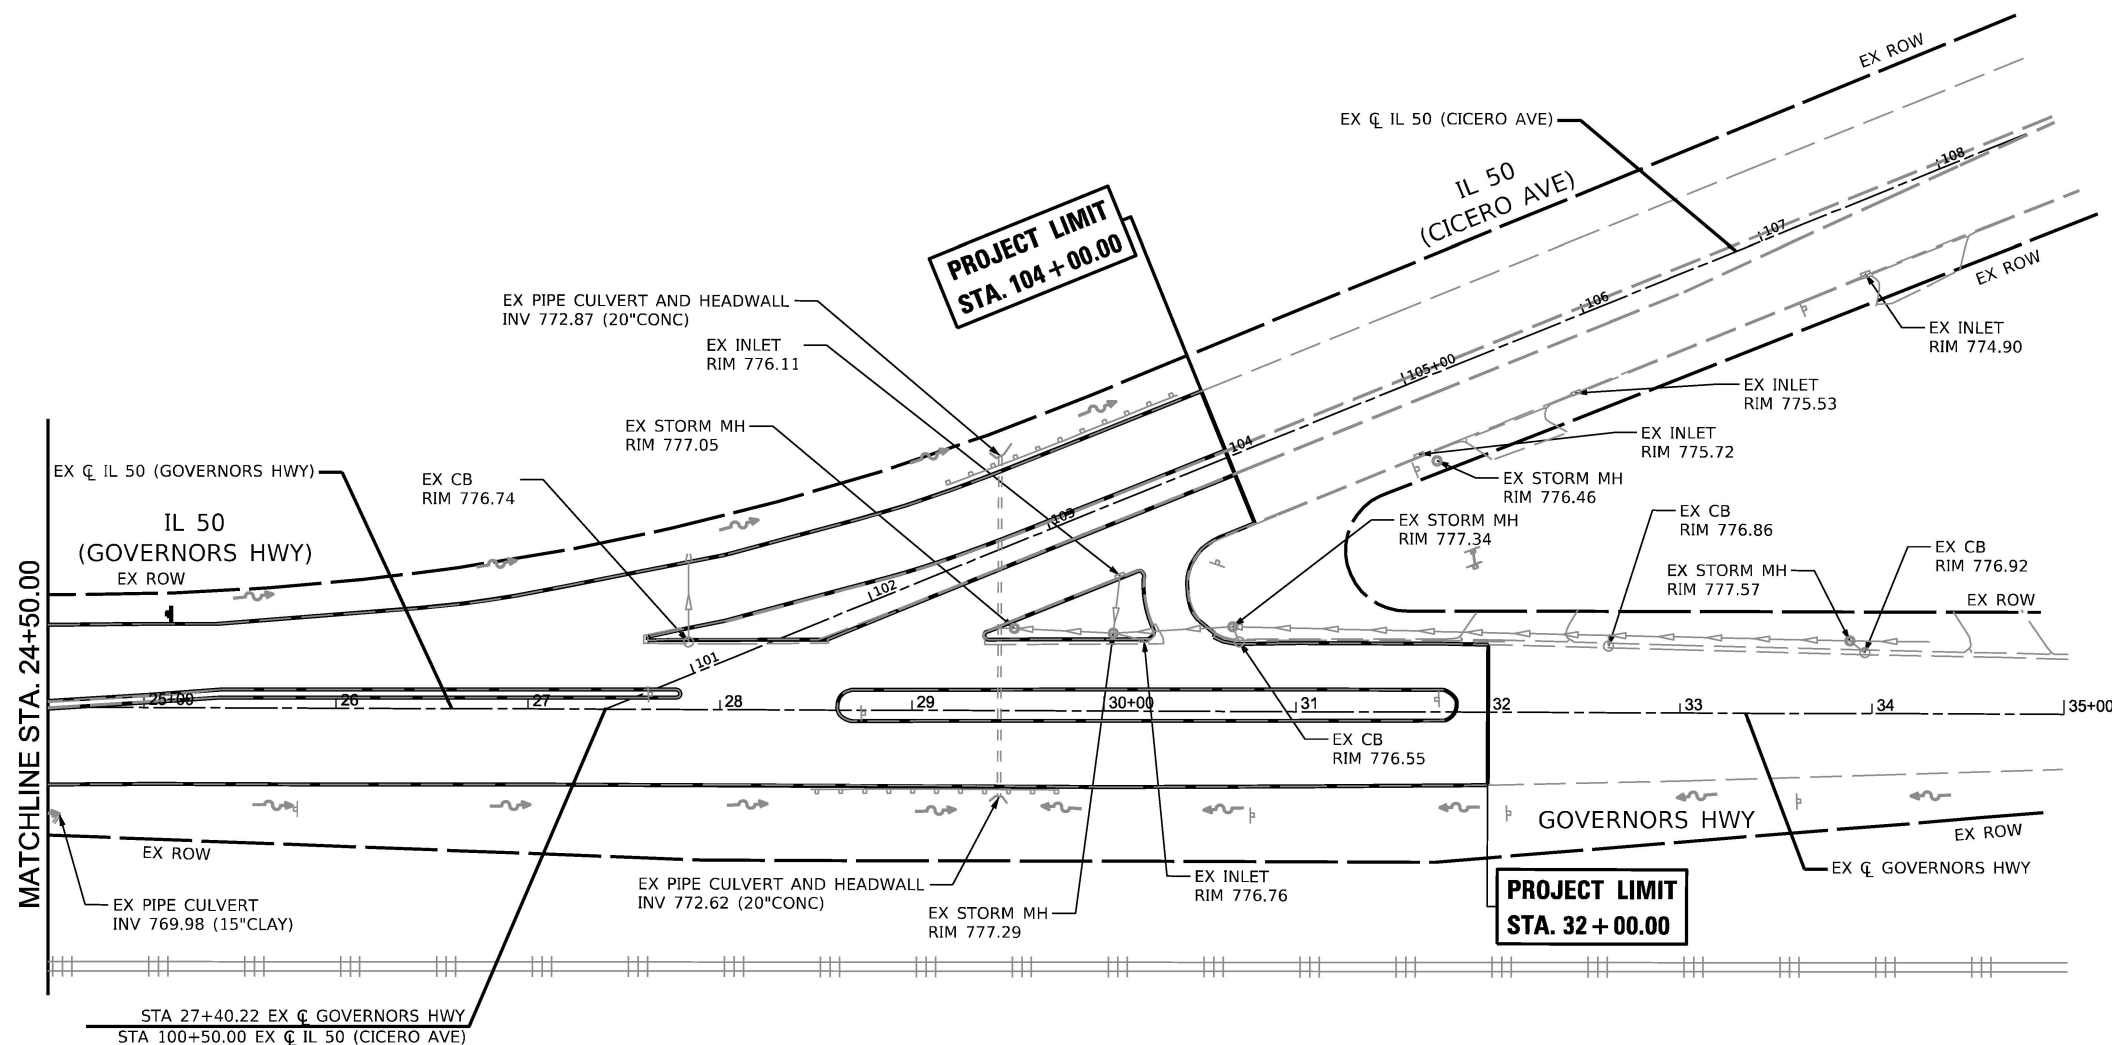 EX ROW
EX ℄ IL 50 (CICERO AVE)
IL 50
(CICERO AVE)
108
107
106
105+00
104
103
102
101
EX ROW
PROJECT LIMIT
STA. 104+00.00
EX PIPE CULVERT AND HEADWALL
INV 772.87 (20"CONC)
EX INLET
RIM 776.11
EX STORM MH
RIM 777.05
EX ℄ IL 50 (GOVERNORS HWY)
EX CB
RIM 776.74
IL 50
(GOVERNORS HWY)
EX ROW
EX INLET
RIM 774.90
EX INLET
RIM 775.53
EX INLET
RIM 775.72
EX STORM MH
RIM 776.46
EX STORM MH
RIM 777.34
EX CB
RIM 776.86
EX STORM MH
RIM 777.57
EX CB
RIM 776.92
EX ROW
MATCHLINE STA. 24+50.00
25+00
26
27
28
29
30+00
31
32
33
34
35+00
EX CB
RIM 776.55
GOVERNORS HWY
EX ROW
EX ROW
EX ℄ GOVERNORS HWY
EX PIPE CULVERT
INV 769.98 (15"CLAY)
EX PIPE CULVERT AND HEADWALL
INV 772.62 (20"CONC)
EX STORM MH
RIM 777.29
EX INLET
RIM 776.76
PROJECT LIMIT
STA. 32+00.00
STA 27+40.22 EX ℄ GOVERNORS HWY
STA 100+50.00 EX ℄ IL 50 (CICERO AVE)